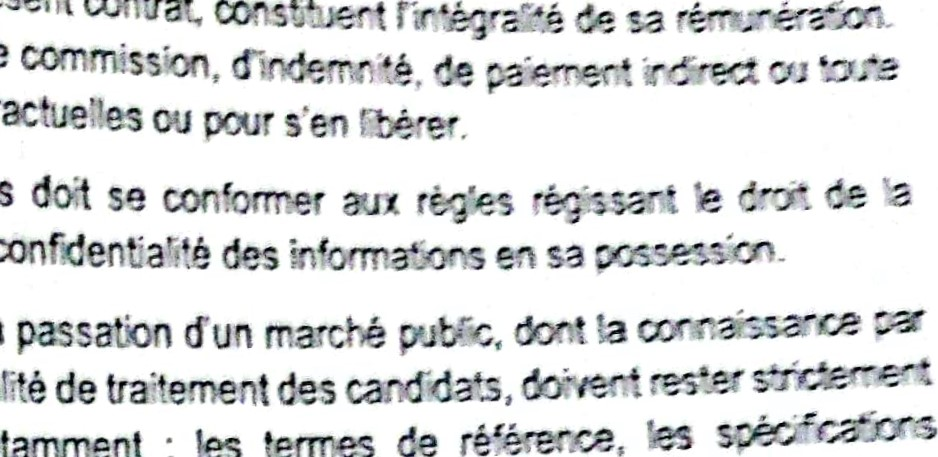 sent contrat, constituent l'intégralité de sa rémunération.
e commission, d'indemnité, de paiement indirect ou toute
actuelles ou pour s'en libérer.
s doit se conformer aux règles régissant le droit de la
confidentialité des informations en sa possession.
passation d'un marché public, dont la connaissance par
lité de traitement des candidats, doivent rester strictement
tamment : les termes de référence, les spécifications